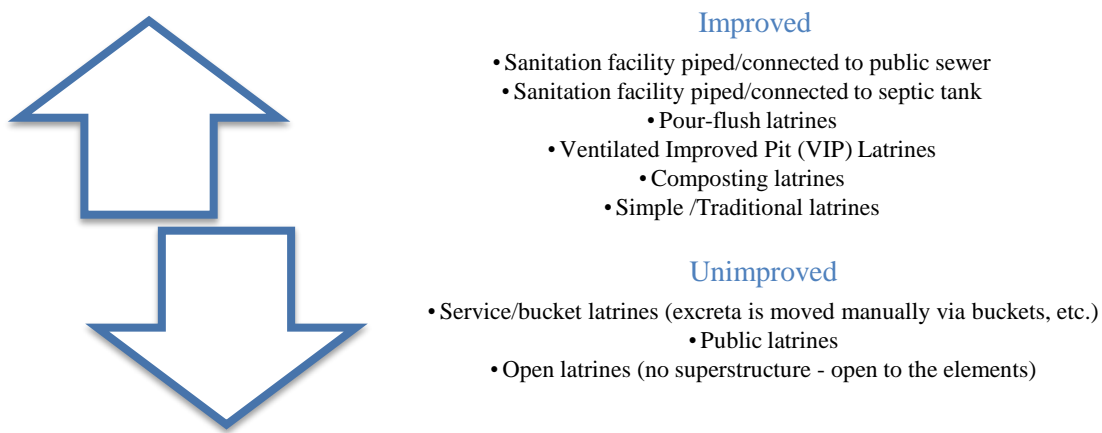 Improved
• Sanitation facility piped/connected to public sewer
• Sanitation facility piped/connected to septic tank
• Pour-flush latrines
• Ventilated Improved Pit (VIP) Latrines
• Composting latrines
• Simple /Traditional latrines
Unimproved
• Service/bucket latrines (excreta is moved manually via buckets, etc.)
• Public latrines
• Open latrines (no superstructure - open to the elements)